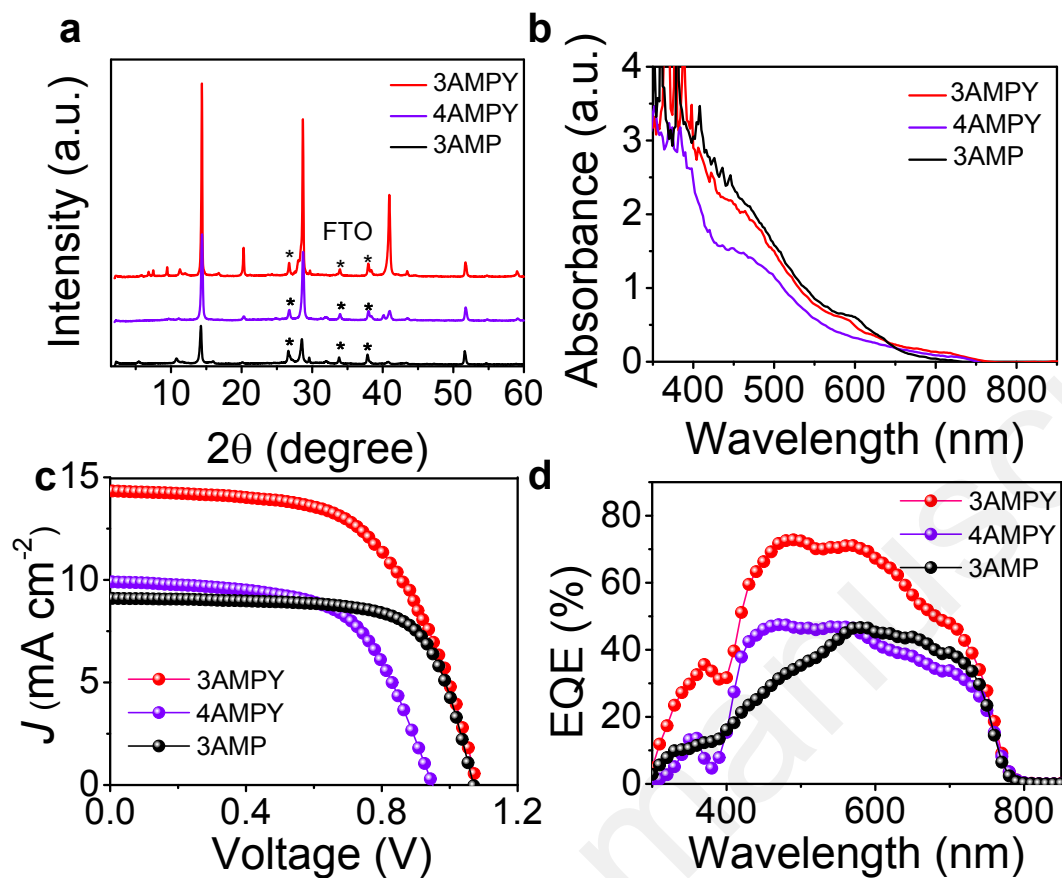 a
Intensity (a.u.)
3AMPY
4AMPY
3AMP
FTO
* * *
* * *
* * *
10 20 30 40 50 60
2θ (degree)
b
Absorbance (a.u.)
4
3
2
1
0
3AMPY
4AMPY
3AMP
400 500 600 700 800
Wavelength (nm)
c
J (mA cm⁻²
15
10
5
0
3AMPY
4AMPY
3AMP
0.0 0.4 0.8 1.2
Voltage (V)
d
EQE (%)
80
60
40
20
0
3AMPY
4AMPY
3AMP
400 600 800
Wavelength (nm)